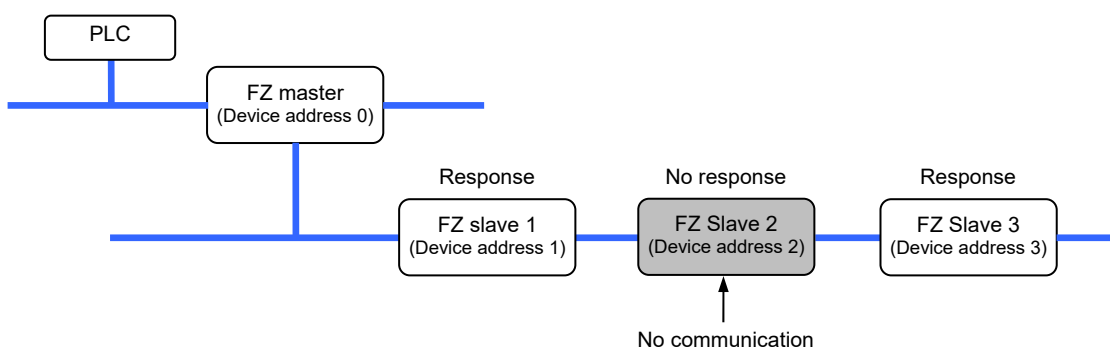 PLC
FZ master
(Device address 0)
Response
No response
Response
FZ slave 1
(Device address 1)
FZ Slave 2
(Device address 2)
FZ Slave 3
(Device address 3)
No communication